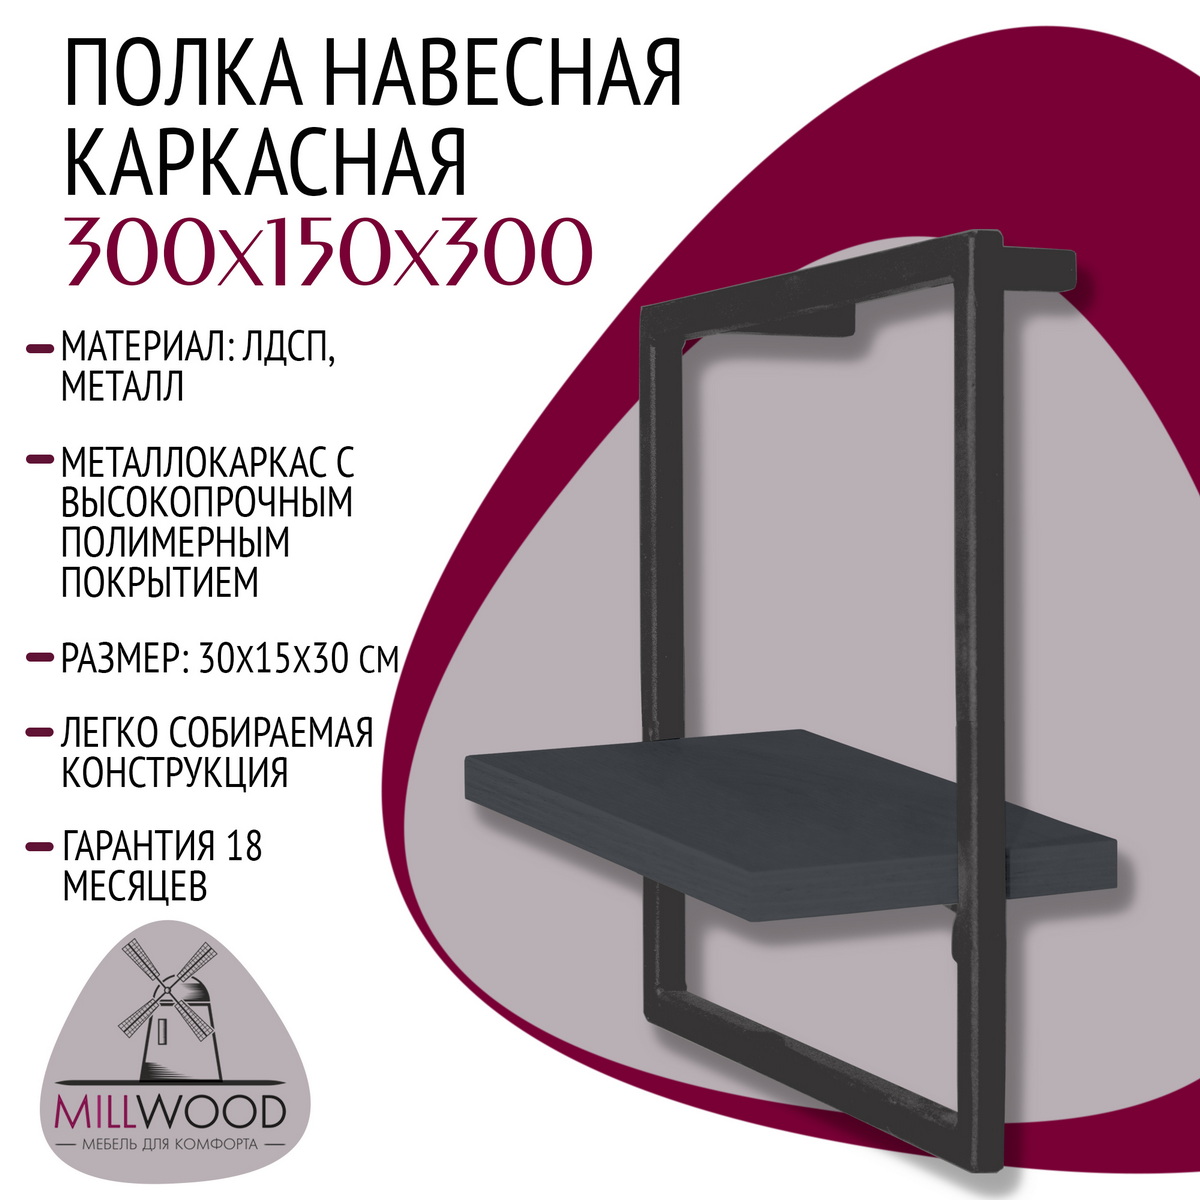 ПОЛКА НАВЕСНАЯ
КАРКАСНАЯ
300х150х300
МАТЕРИАЛ: ЛДСП,
МЕТАЛЛ
МЕТАЛЛОКАРКАС С
ВЫСОКОПРОЧНЫМ
ПОЛИМЕРНЫМ
ПОКРЫТИЕМ
РАЗМЕР: 30Х15Х30 СМ
ЛЕГКО СОБИРАЕМАЯ
КОНСТРУКЦИЯ
ГАРАНТИЯ 18
МЕСЯЦЕВ
MILLWOOD
МЕБЕЛЬ ДЛЯ КОМФОРТА